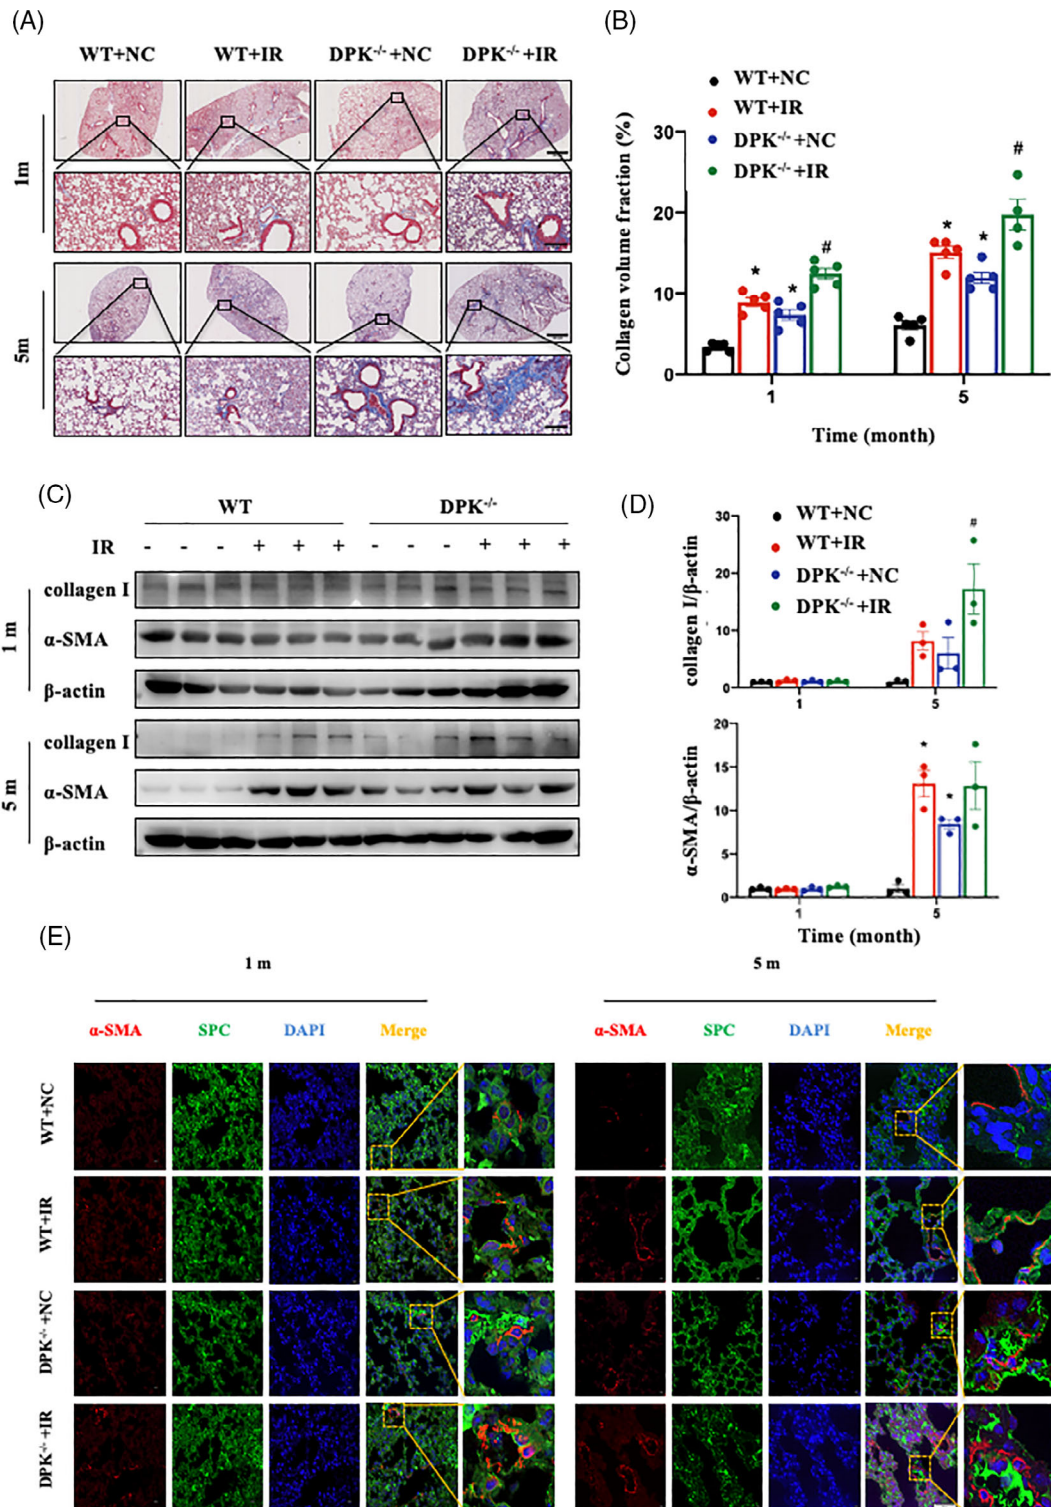 (A)
WT+NC WT+IR DPK-/-+NC DPK-/-+IR
1m
5m
(B)
WT+NC
WT+IR
DPK-/-+NC
DPK-/-+IR
Collagen volume fraction (%)
30
20
10
0
* * #
* * #
1 5
Time (month)
(C)
WT DPK-/-
IR - - - + + + - - - + + +
1 m
collagen I
α-SMA
β-actin
5 m
collagen I
α-SMA
β-actin
(D)
WT+NC
WT+IR
DPK-/-+NC
DPK-/-+IR
collagen I/β-actin
30
20
10
0
#
1 5
α-SMA/β-actin
20
15
10
5
0
* *
1 5
Time (month)
(E)
1 m 5 m
α-SMA SPC DAPI Merge α-SMA SPC DAPI Merge
WT+NC
WT+IR
DPK-/-+NC
DPK-/-+IR